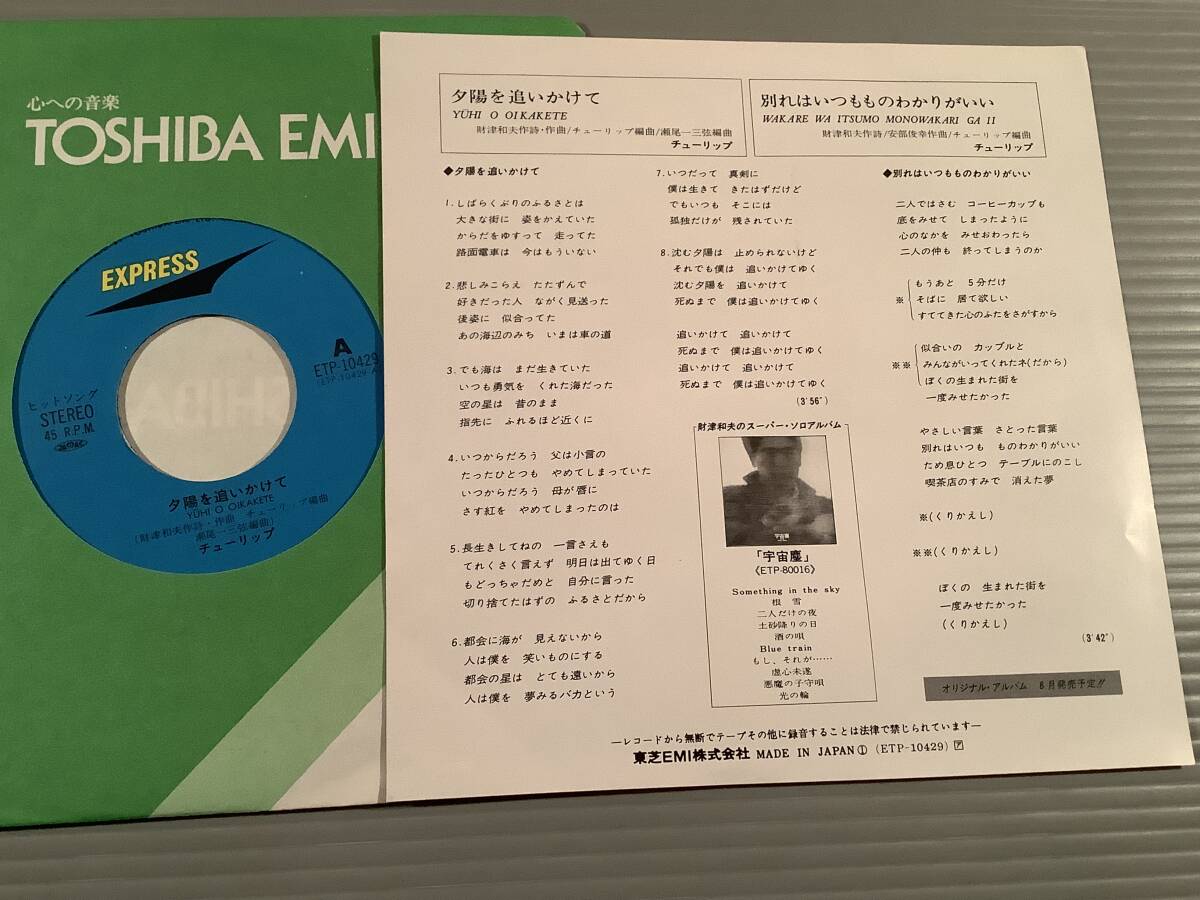 心への音楽
TOSHIBA EMI
EXPRESS
A
ETP-10429
(ETP-10429-A)
ヒットソング
STEREO
45 R.P.M.
夕陽を追いかけて
YŪHI O OIKAKETE
(財津和夫作詩・作曲 チューリップ編曲
瀬尾一三弦編曲)
チューリップ
夕陽を追いかけて
YŪHI O OIKAKETE
財津和夫作詩・作曲/チューリップ編曲/瀬尾一三弦編曲
チューリップ
別れはいつもものわかりがいい
WAKARE WA ITSUMO MONOWAKARI GA II
財津和夫作詩/安部俊幸作曲/チューリップ編曲
チューリップ
◆夕陽を追いかけて
1.しばらくぶりのふるさとは
大きな街に 姿をかえていた
からだをゆすって 走ってた
路面電車は 今はもういない
2.悲しみこらえ たたずんで
好きだった人 ながく見送った
後姿に 似合ってた
あの海辺のみち いまは車の道
3.でも海は まだ生きていた
いつも勇気を くれた海だった
空の星は 昔のまま
指先に ふれるほど近くに
4.いつからだろう 父は小言の
たったひとつも やめてしまっていた
いつからだろう 母が唇に
さす紅を やめてしまったのは
5.長生きしてねの 一言さえも
てれくさく言えず 明日は出てゆく日
もどっちゃだめと 自分に言った
切り捨てたはずの ふるさとだから
6.都会に海が 見えないから
人は僕を 笑いものにする
都会の星は とても遠いから
人は僕を 夢みるバカという
7.いつだって 真剣に
僕は生きて きたはずだけど
でもいつも そこには
孤独だけが 残されていた
8.沈む夕陽は 止められないけど
それでも僕は 追いかけてゆく
沈む夕陽を 追いかけて
死ぬまで 僕は追いかけてゆく
追いかけて 追いかけて
死ぬまで 僕は追いかけてゆく
追いかけて 追いかけて
死ぬまで 僕は追いかけてゆく
(3′56″)
財津和夫のスーパー・ソロアルバム
宇宙塵
「宇宙塵」
《ETP-80016》
Something in the sky
根 雪
二人だけの夜
土砂降りの日
酒の唄
Blue train
もし、それが……
虚心未遂
悪魔の子守唄
光の輪
◆別れはいつもものわかりがいい
二人ではさむ コーヒーカップも
底をみせて しまったように
心のなかを みせおわったら
二人の仲も 終ってしまうのか
もうあと 5分だけ
※ そばに 居て欲しい
すててきた心のふたをさがすから
似合いの カップルと
※※ みんながいってくれたネ(だから)
ぼくの生まれた街を
一度みせたかった
やさしい言葉 さとった言葉
別れはいつも ものわかりがいい
ため息ひとつ テーブルにのこし
喫茶店のすみで 消えた夢
※(くりかえし)
※※(くりかえし)
ぼくの 生まれた街を
一度みせたかった
(くりかえし)
(3′42″)
オリジナル・アルバム 8月発売予定!!
―レコードから無断でテープその他に録音することは法律で禁じられています―
東芝EMI株式会社 MADE IN JAPAN① (ETP-10429)